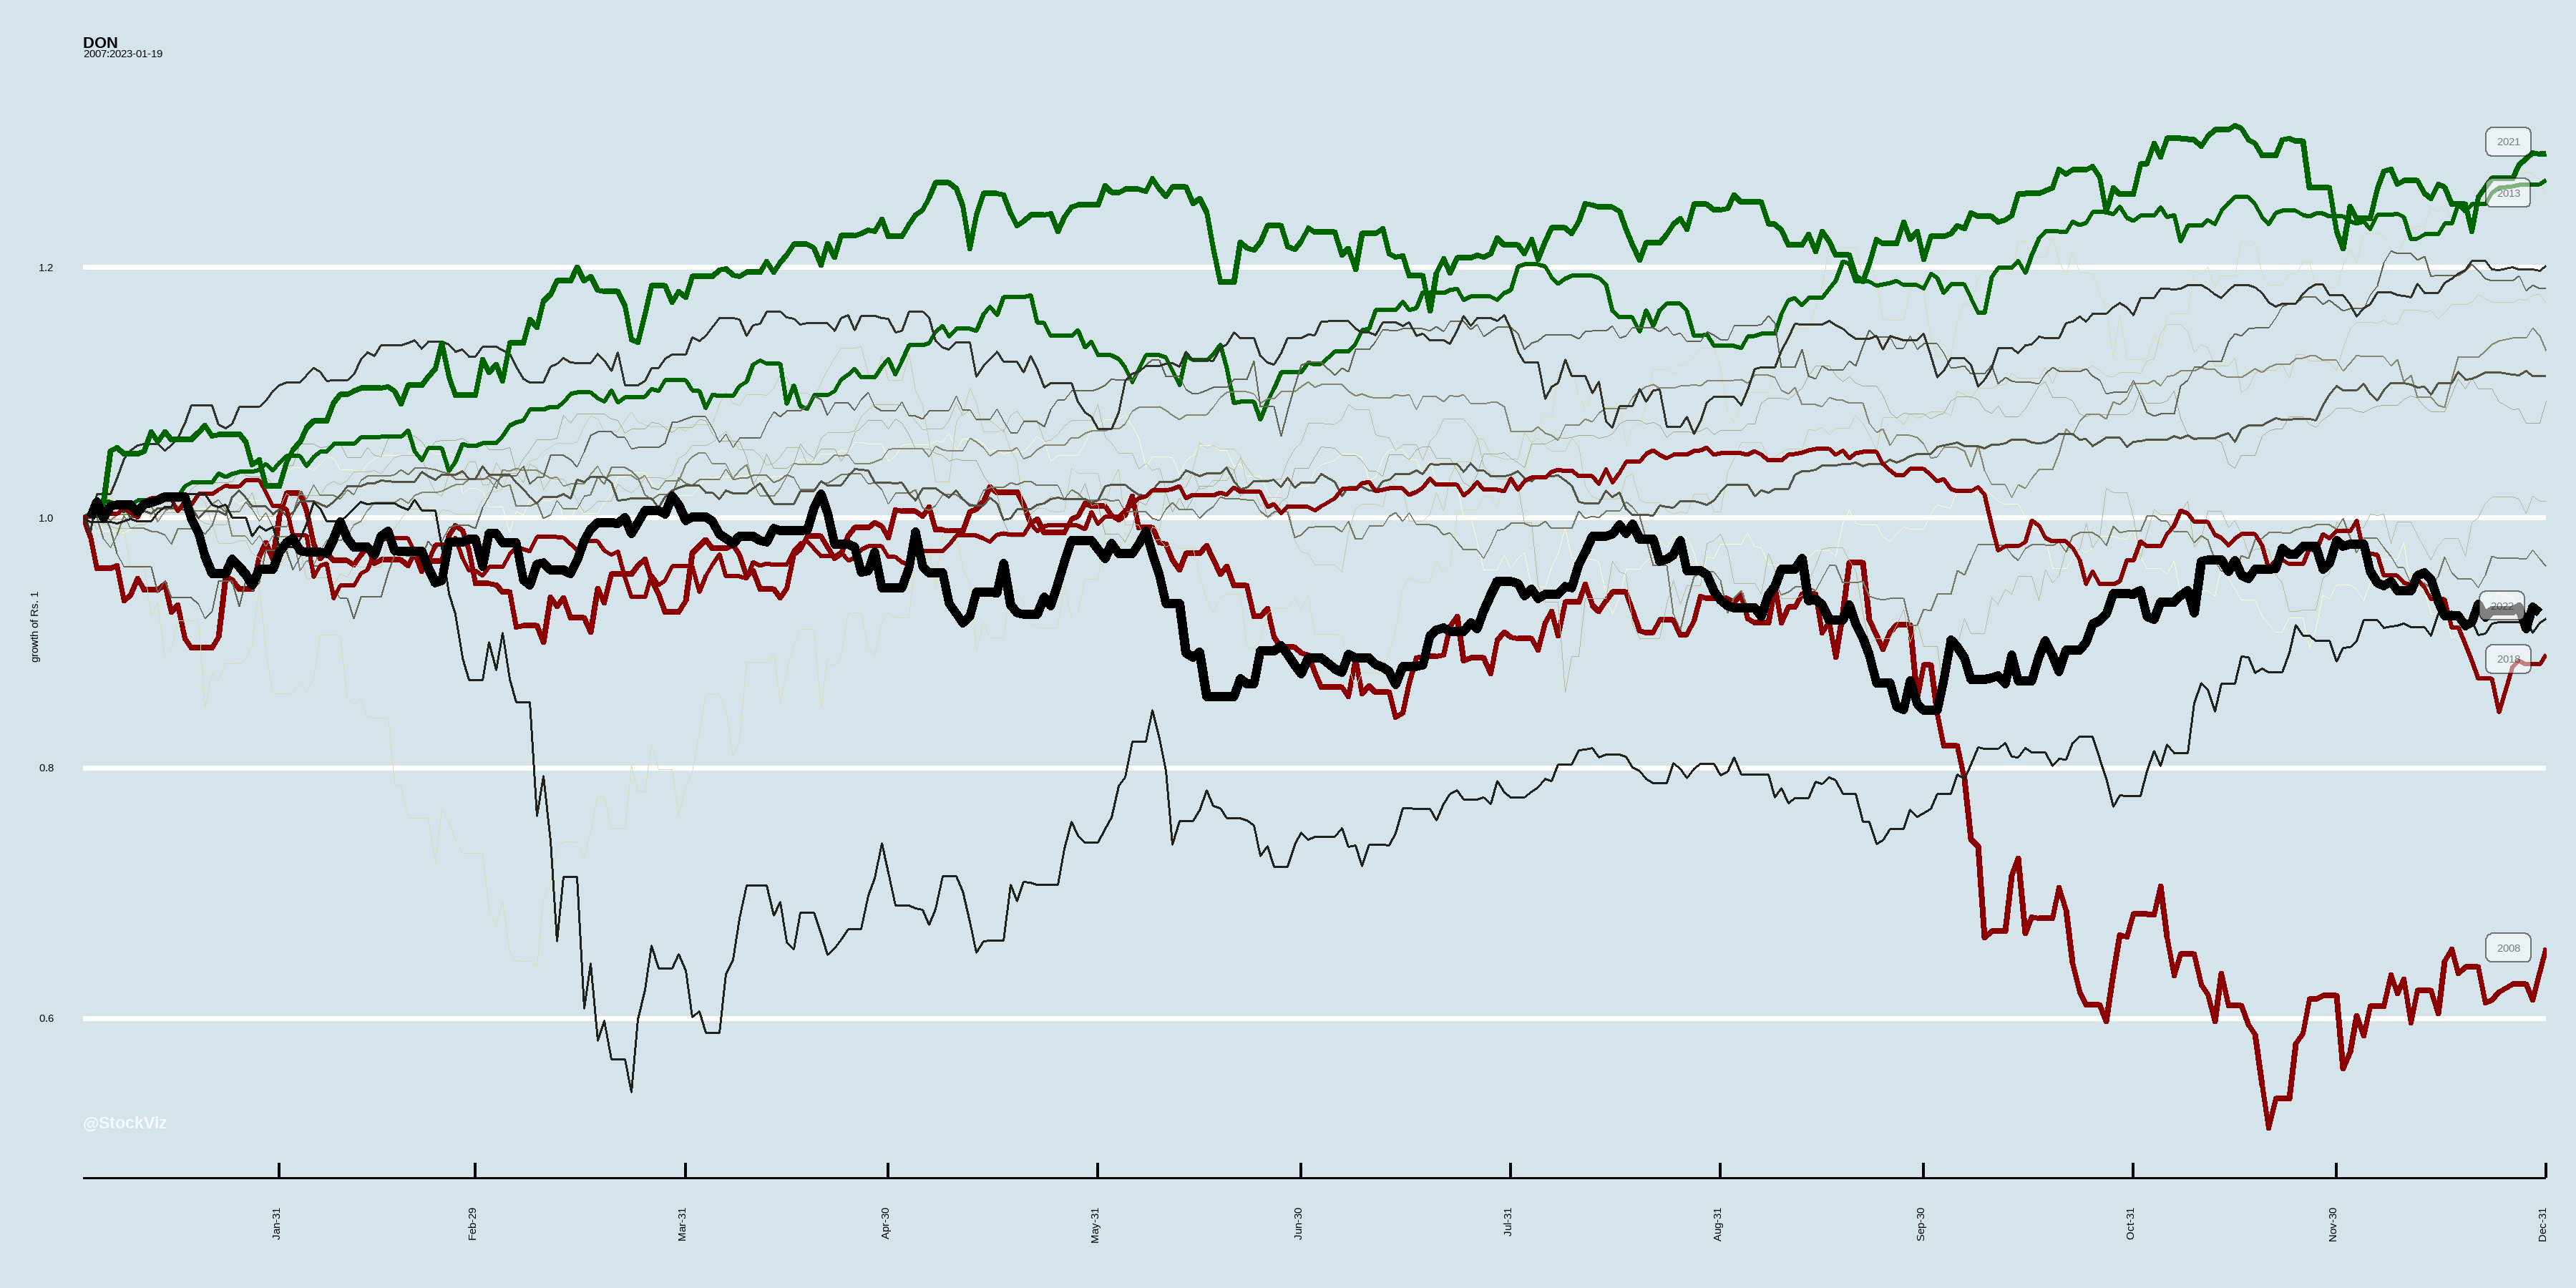 DON
2007:2023-01-19
2021
2013
1.2
1.0
growth of Rs. 1
2022
2018
0.8
2008
0.6
@StockViz
Jan-31
Feb-29
Mar-31
Apr-30
May-31
Jun-30
Jul-31
Aug-31
Sep-30
Oct-31
Nov-30
Dec-31